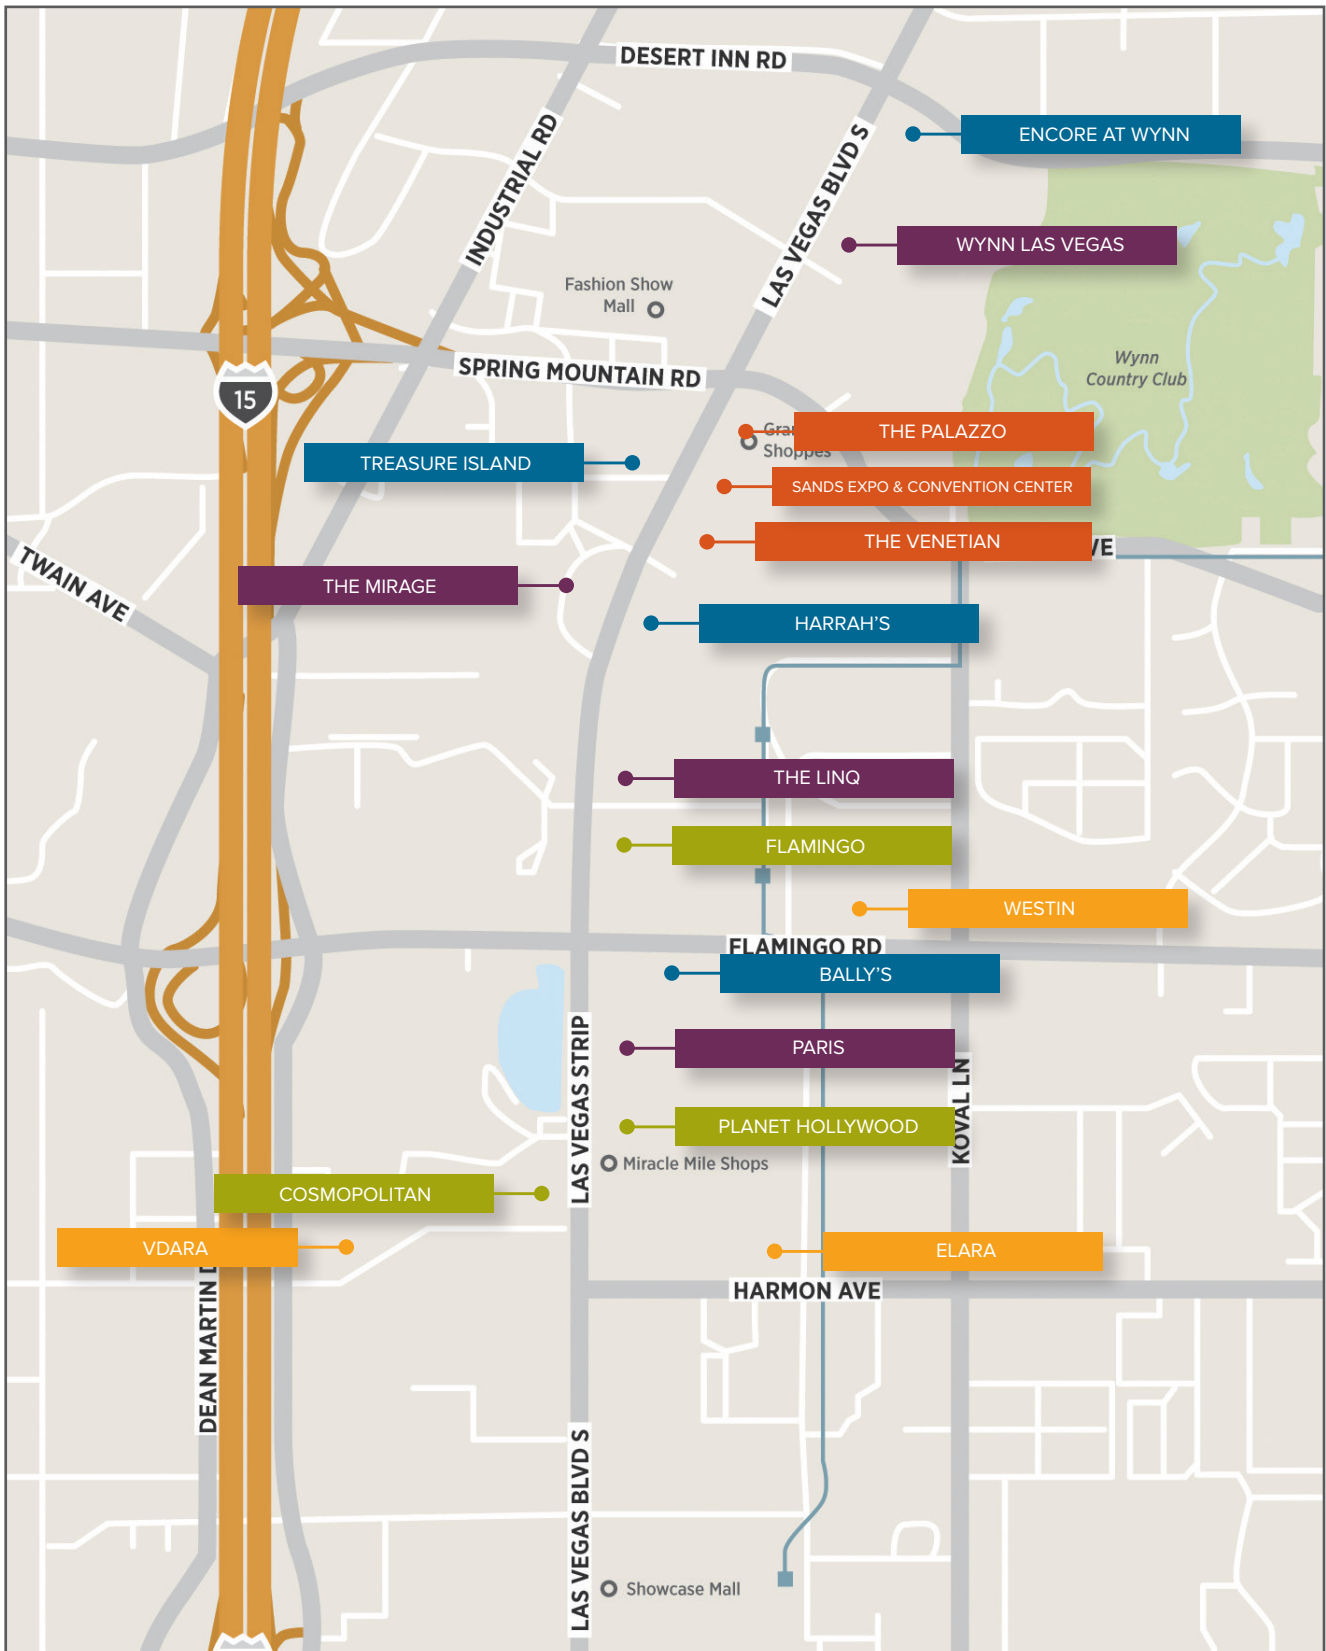 DESERT INN RD
ENCORE AT WYNN
INDUSTRIAL RD
LAS VEGAS BLVD S
WYNN LAS VEGAS
Fashion Show
Mall
Wynn
Country Club
SPRING MOUNTAIN RD
15
THE PALAZZO
Shoppes
TREASURE ISLAND
SANDS EXPO & CONVENTION CENTER
THE VENETIAN
TWAIN AVE
THE MIRAGE
HARRAH'S
THE LINQ
FLAMINGO
WESTIN
FLAMINGO RD
BALLY'S
LAS VEGAS STRIP
PARIS
KOVAL LN
PLANET HOLLYWOOD
Miracle Mile Shops
COSMOPOLITAN
VDARA
ELARA
HARMON AVE
DEAN MARTIN
LAS VEGAS BLVD S
Showcase Mall